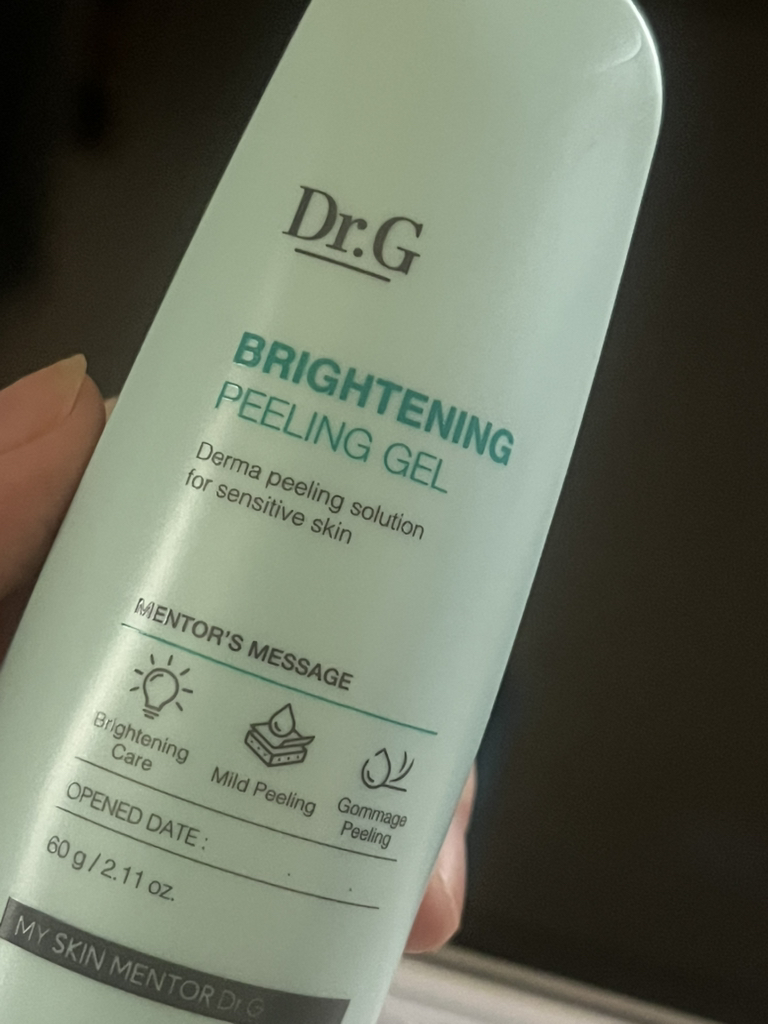 Dr.G
BRIGHTENING
PEELING GEL
Derma peeling solution
for sensitive skin
MENTOR'S MESSAGE
Brightening
Care
Mild Peeling
Gommage
Peeling
OPENED DATE : . .
60 g / 2.11 oz.
MY SKIN MENTOR Dr.G